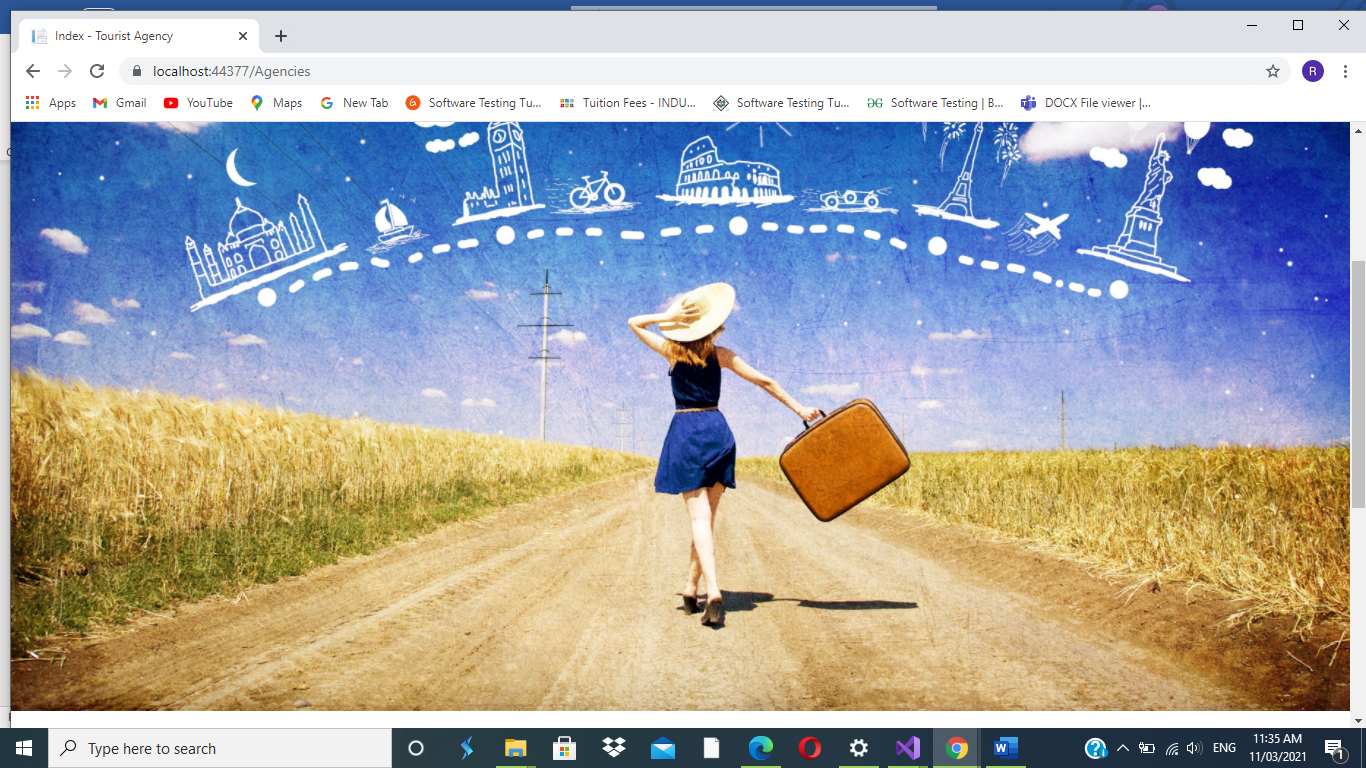 Index - Tourist Agency
localhost:44377/Agencies
Apps Gmail YouTube Maps New Tab Software Testing Tu... Tuition Fees - INDU... Software Testing Tu... Software Testing | B... DOCX File viewer |...
R
Type here to search
ENG
11:35 AM
11/03/2021
1